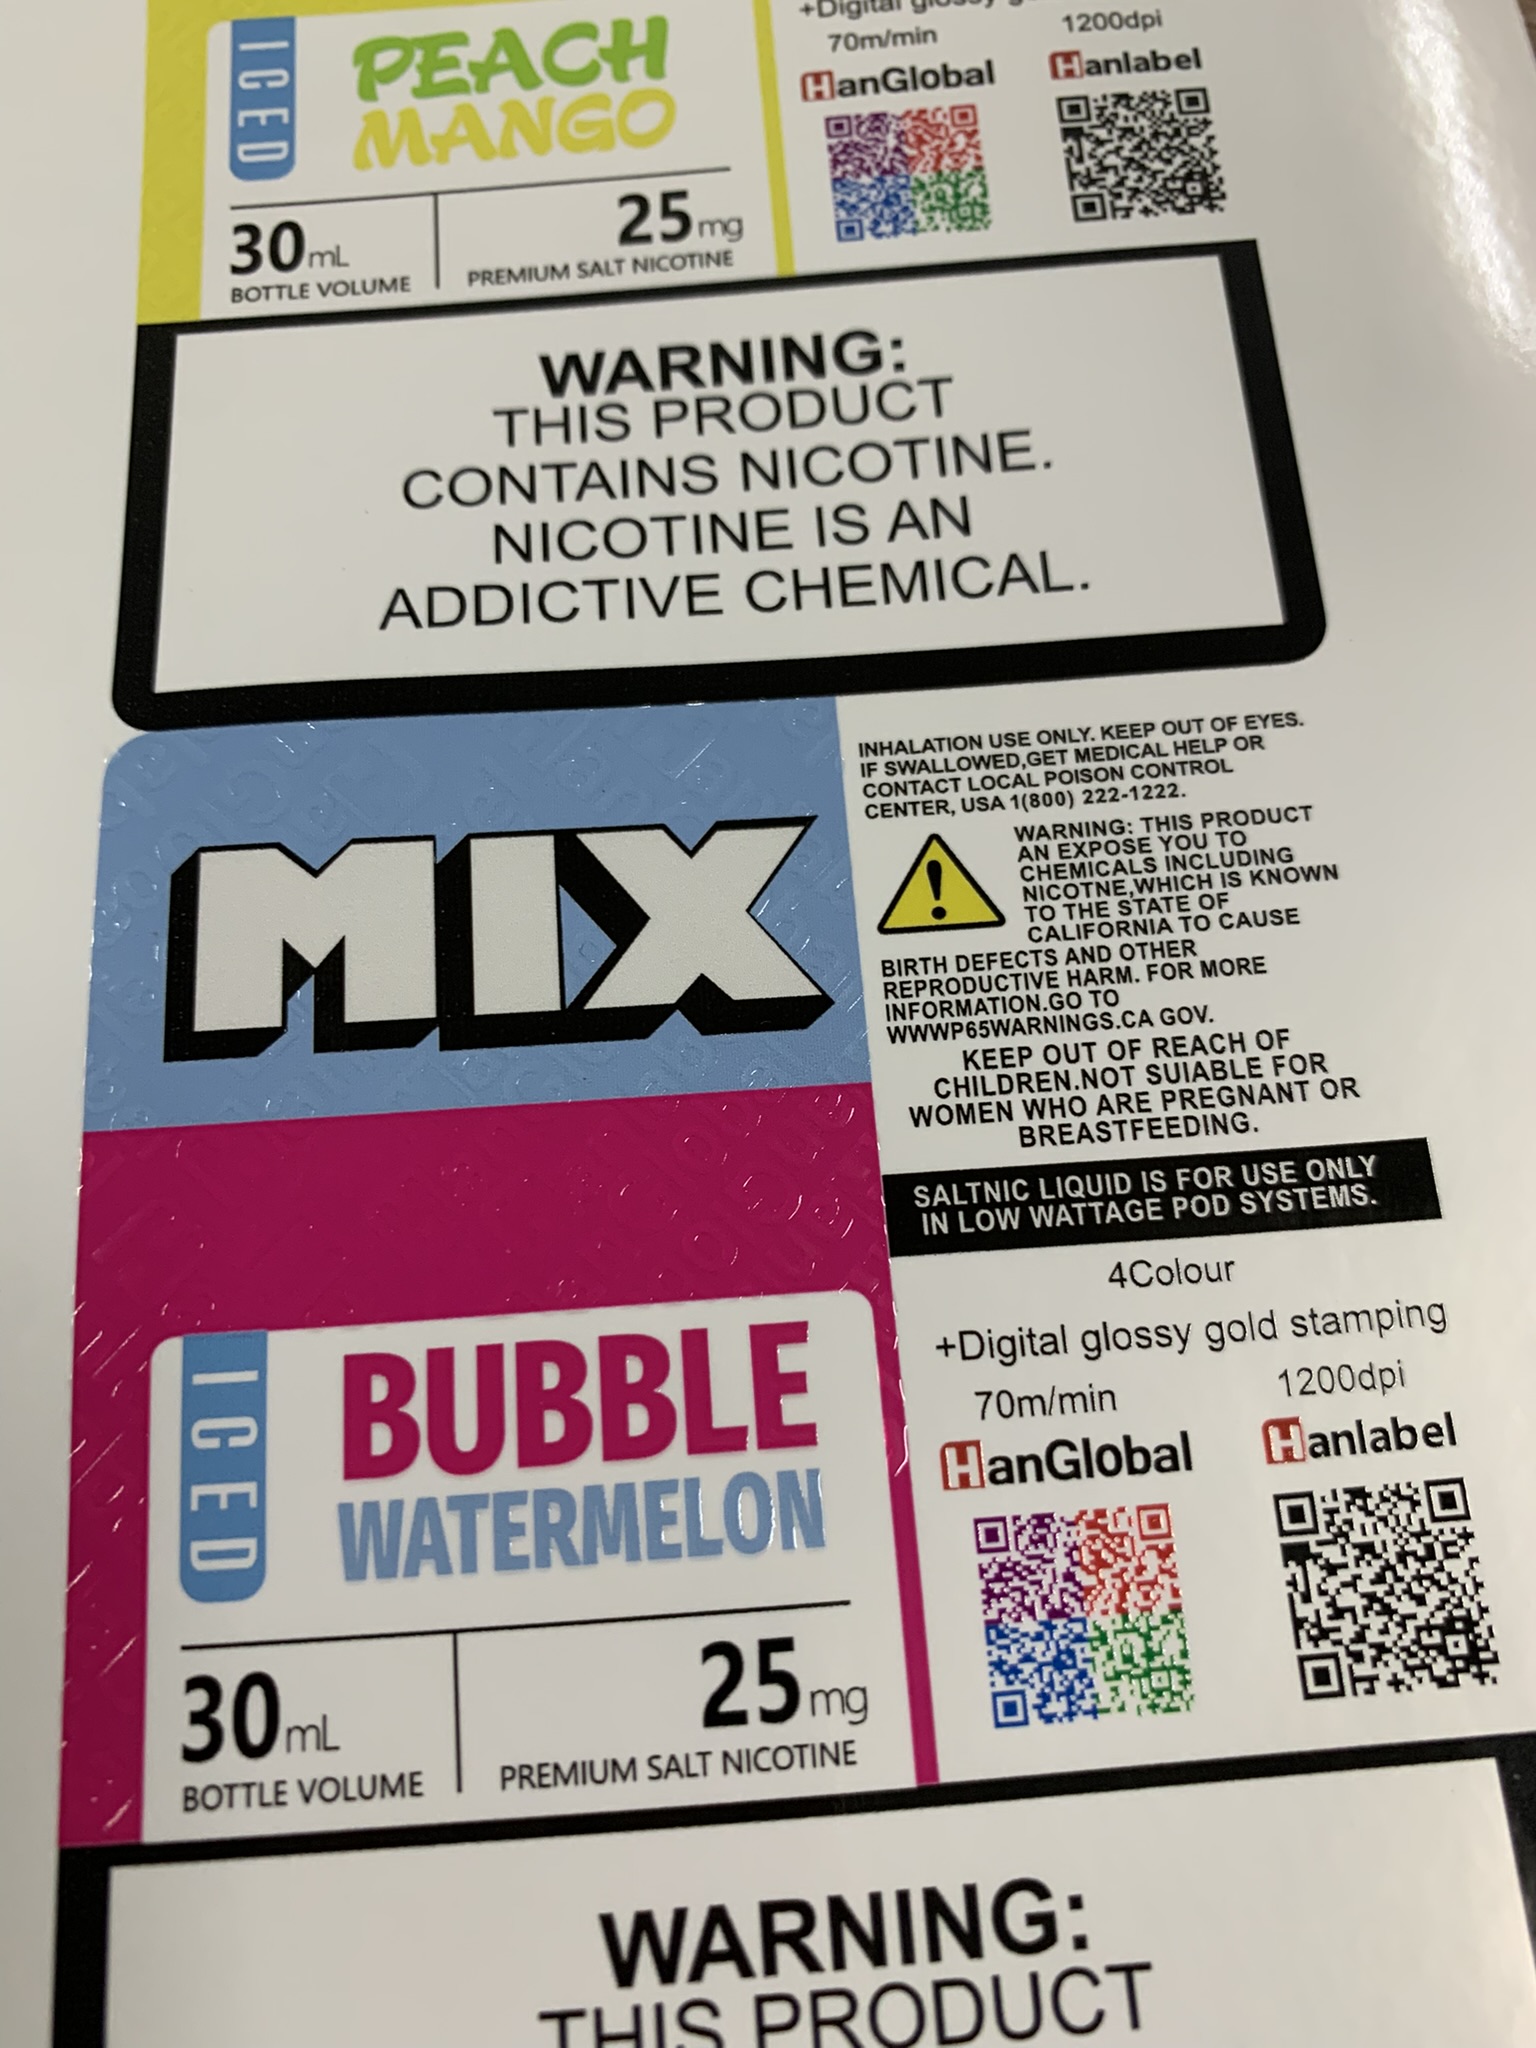 +Digital glossy
70m/min
1200dpi
HanGlobal
Hanlabel
ICED
PEACH
MANGO
30mL
BOTTLE VOLUME
25mg
PREMIUM SALT NICOTINE
WARNING:
THIS PRODUCT
CONTAINS NICOTINE.
NICOTINE IS AN
ADDICTIVE CHEMICAL.
MIX
INHALATION USE ONLY. KEEP OUT OF EYES.
IF SWALLOWED,GET MEDICAL HELP OR
CONTACT LOCAL POISON CONTROL
CENTER, USA 1(800) 222-1222.
WARNING: THIS PRODUCT
AN EXPOSE YOU TO
CHEMICALS INCLUDING
NICOTNE,WHICH IS KNOWN
TO THE STATE OF
CALIFORNIA TO CAUSE
BIRTH DEFECTS AND OTHER
REPRODUCTIVE HARM. FOR MORE
INFORMATION.GO TO
WWWP65WARNINGS.CA GOV.
KEEP OUT OF REACH OF
CHILDREN.NOT SUIABLE FOR
WOMEN WHO ARE PREGNANT OR
BREASTFEEDING.
SALTNIC LIQUID IS FOR USE ONLY
IN LOW WATTAGE POD SYSTEMS.
4Colour
+Digital glossy gold stamping
70m/min
1200dpi
HanGlobal
Hanlabel
ICED
BUBBLE
WATERMELON
30mL
BOTTLE VOLUME
25mg
PREMIUM SALT NICOTINE
WARNING:
THIS PRODUCT